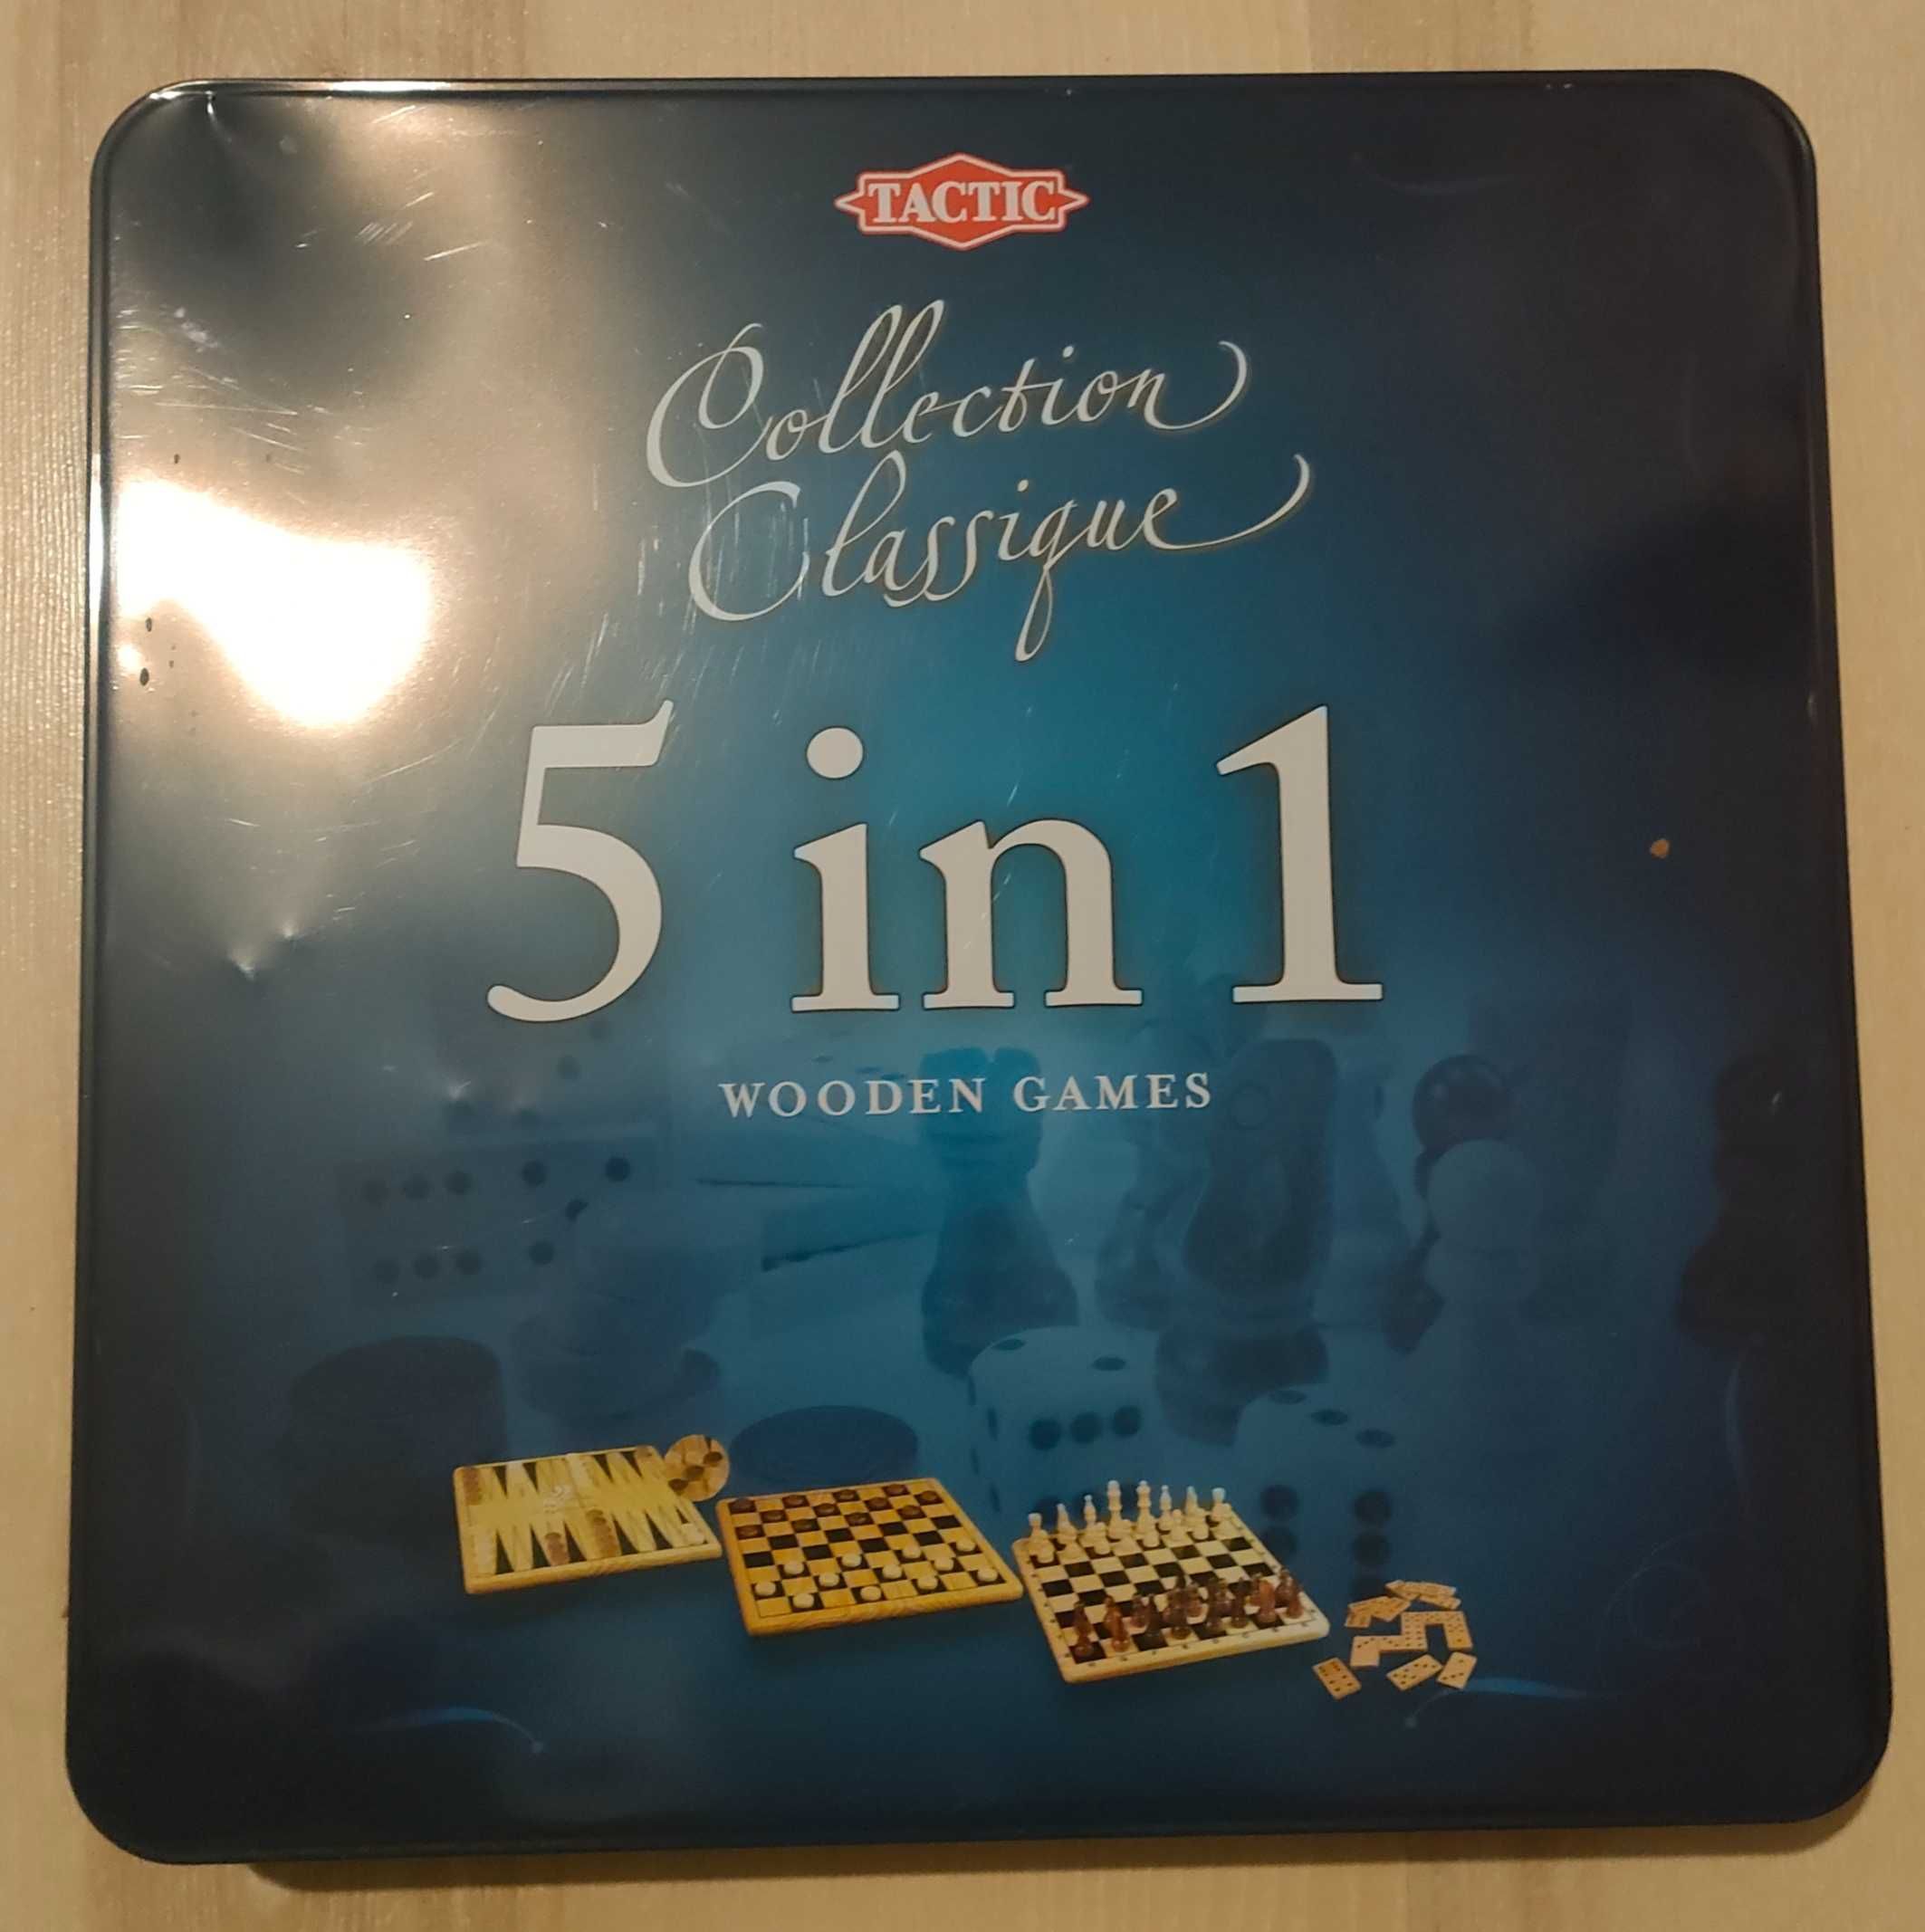 TACTIC
Collection
Classique
5 in 1
WOODEN GAMES